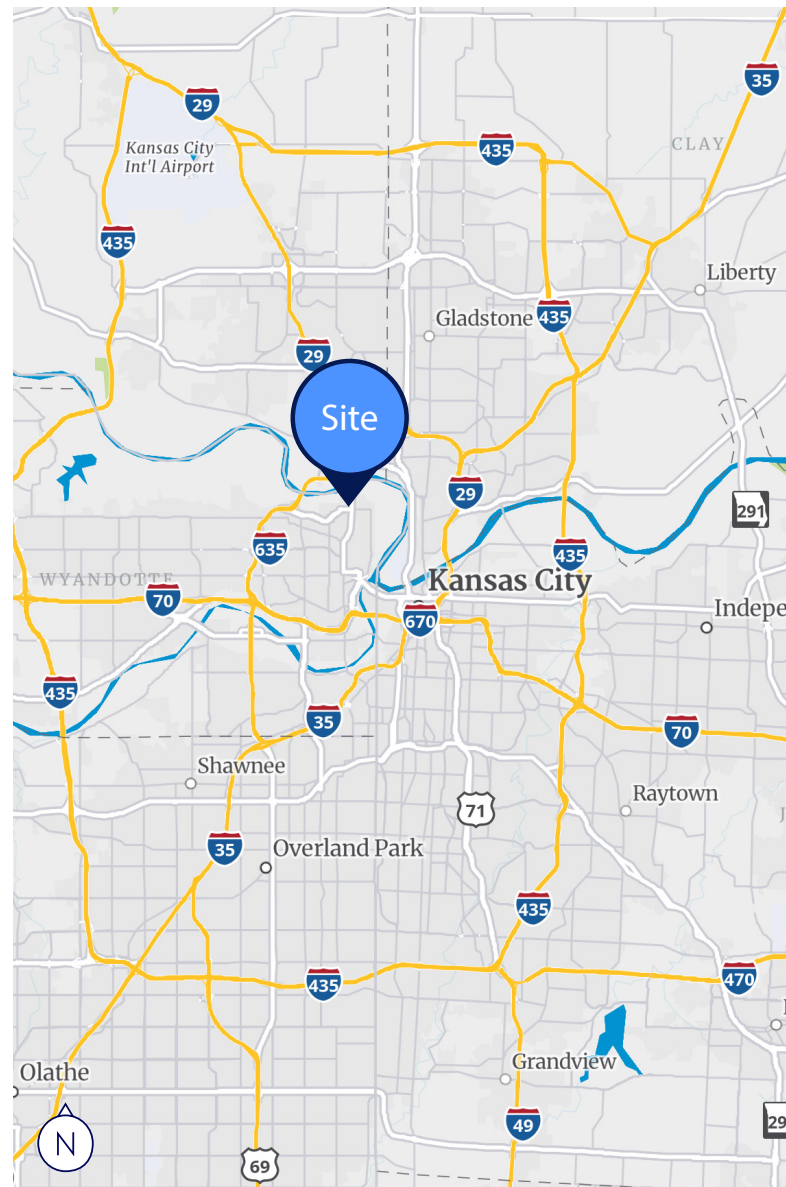 35
29
Kansas City
Int'l Airport
435
CLAY
435
Liberty
Gladstone
435
29
Site
29
291
635
435
WYANDOTTE
Kansas City
70
670
Indepe
435
35
70
Shawnee
Raytown
71
35
Overland Park
435
470
435
Grandview
Olathe
49
29
N
69